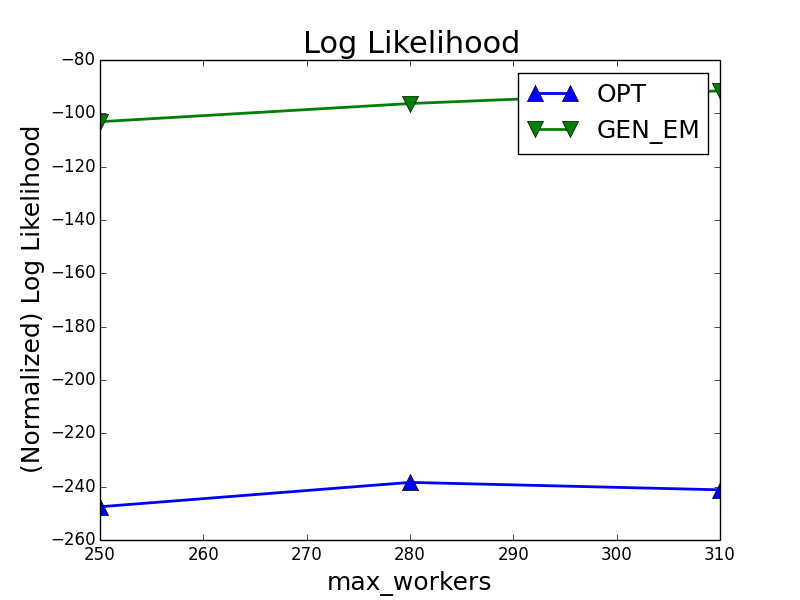 Log Likelihood
OPT
GEN_EM
(Normalized) Log Likelihood
−80
−100
−120
−140
−160
−180
−200
−220
−240
−260
250 260 270 280 290 300 310
max_workers